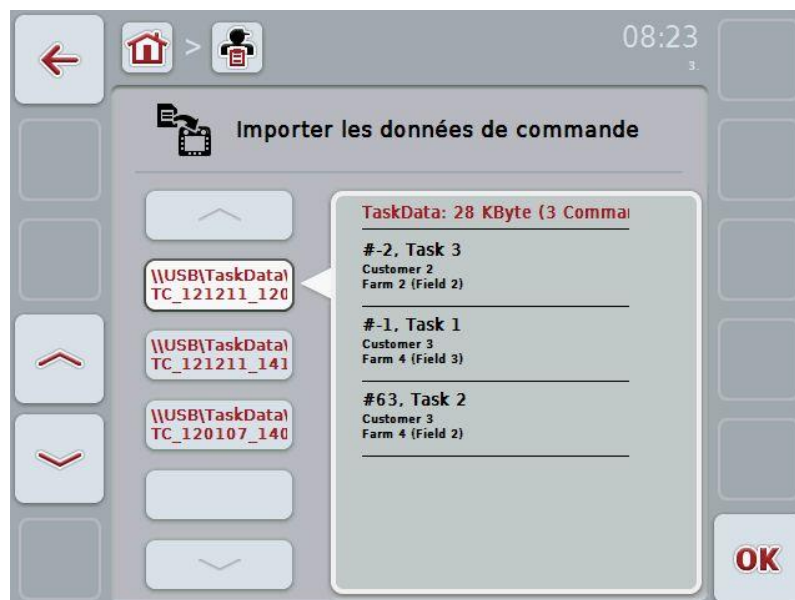 >
08:23
3.
Importer les données de commande
\\USB\TaskData\
TC_121211_120
\\USB\TaskData\
TC_121211_141
\\USB\TaskData\
TC_120107_140
TaskData: 28 KByte (3 Comma
#-2, Task 3
Customer 2
Farm 2 (Field 2)
#-1, Task 1
Customer 3
Farm 4 (Field 3)
#63, Task 2
Customer 3
Farm 4 (Field 2)
OK